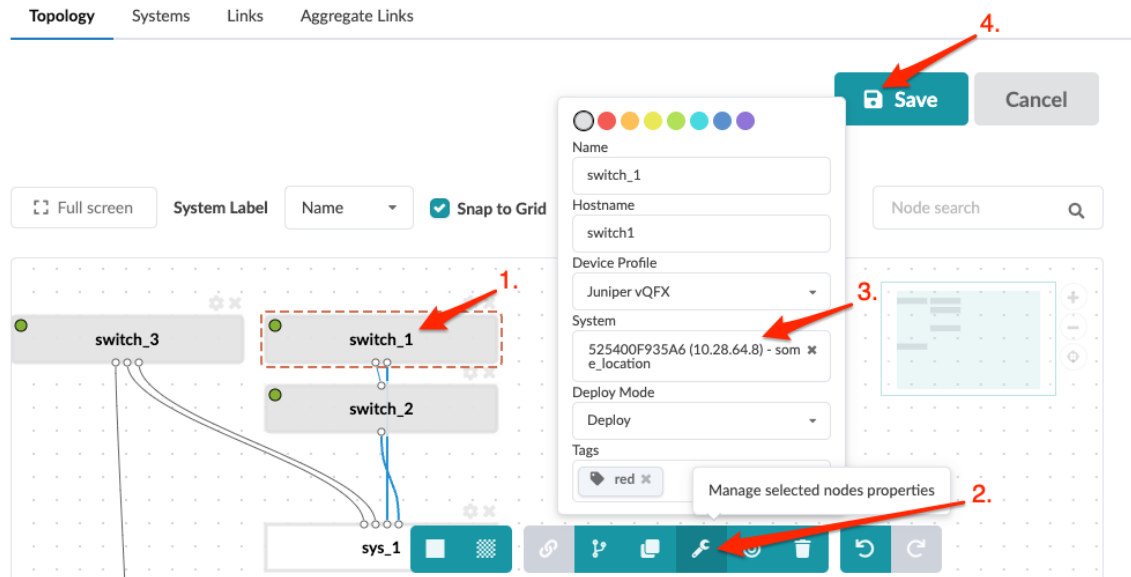 Topology Systems Links Aggregate Links
4.
Save Cancel
Name
switch_1
Full screen System Label Name Snap to Grid
Hostname
switch1
Node search
Device Profile
Juniper vQFX
1.
3.
System
525400F935A6 (10.28.64.8) - som
e_location
switch_3 switch_1
Deploy Mode
Deploy
switch_2
Tags
red
Manage selected nodes properties
2.
sys_1